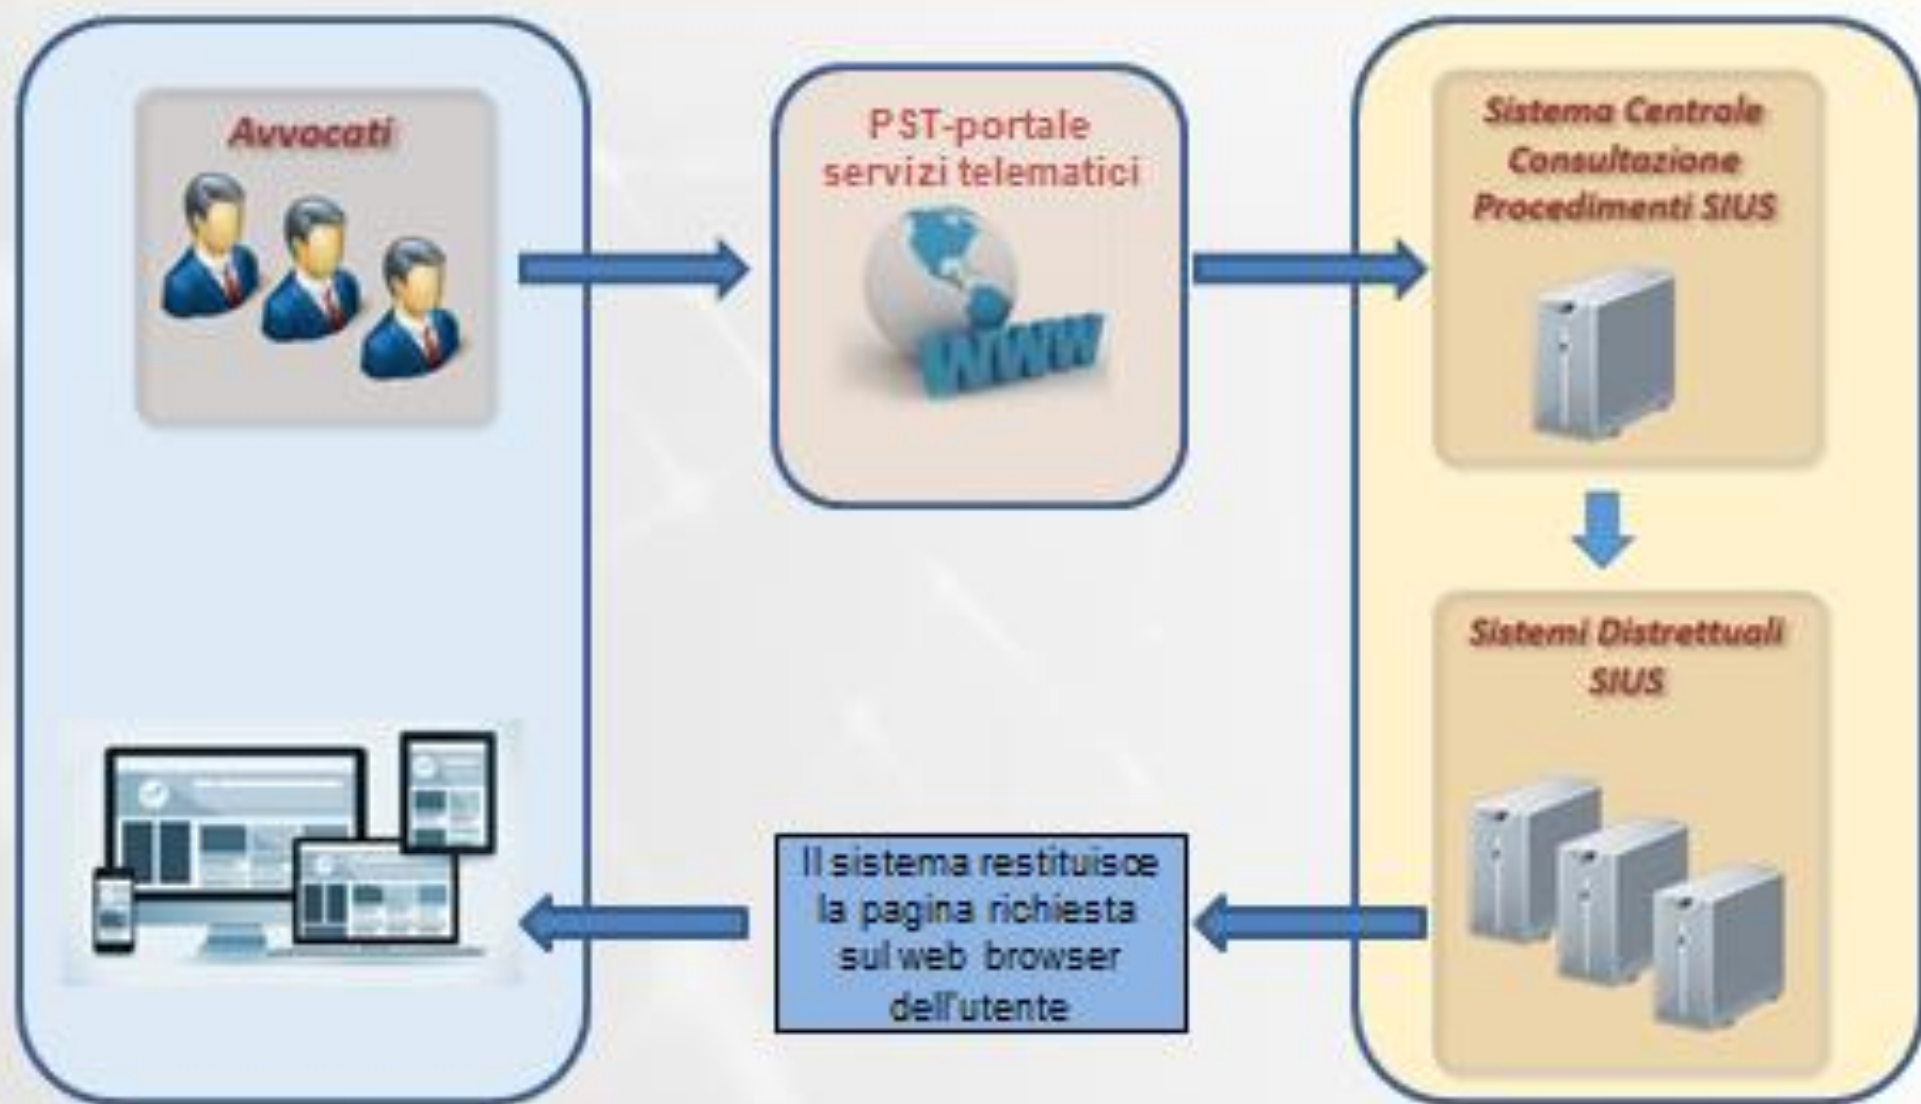 Avvocati
PST-portale
servizi telematici
WWW
Sistema Centrale
Consultazione
Procedimenti SIUS
Sistemi Distrettuali
SIUS
Il sistema restituisce
la pagina richiesta
sul web browser
dell'utente